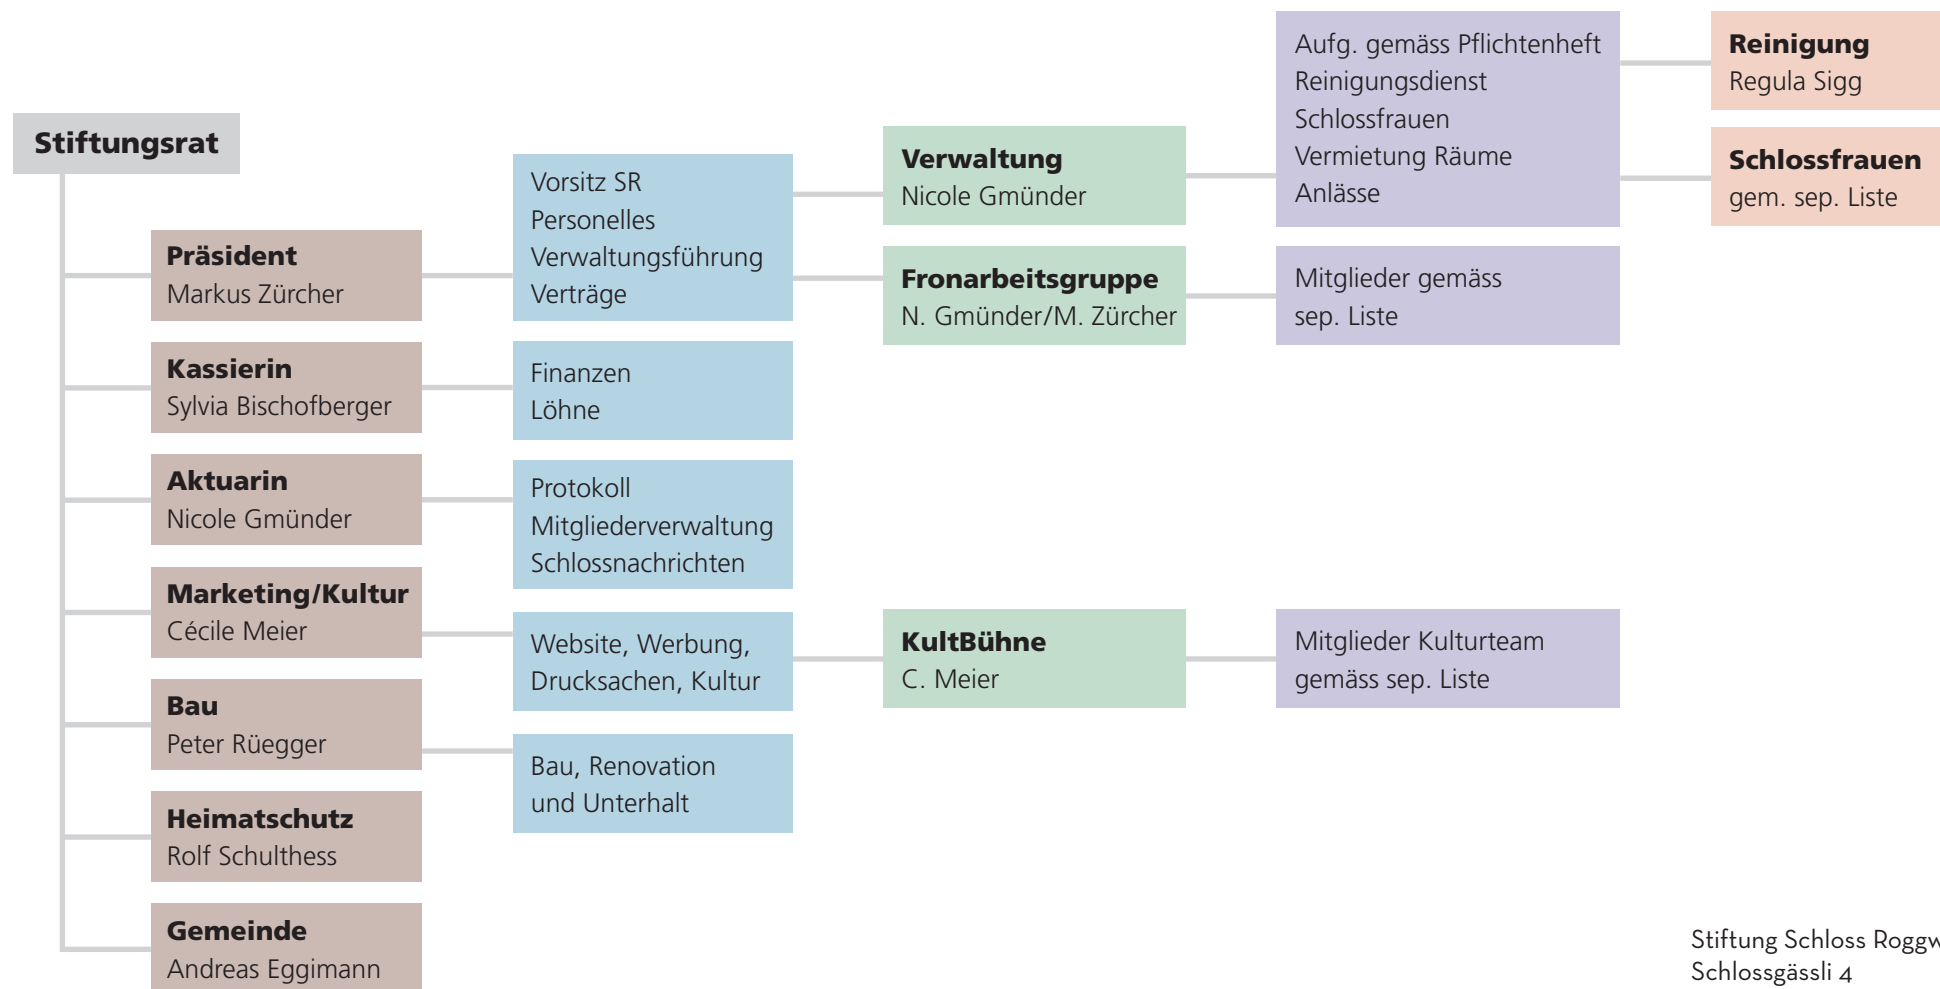 Stiftungsrat
Präsident
Markus Zürcher
Kassierin
Sylvia Bischofberger
Aktuarin
Nicole Gmünder
Marketing/Kultur
Cécile Meier
Bau
Peter Rüegger
Heimatschutz
Rolf Schulthess
Gemeinde
Andreas Eggimann
Vorsitz SR
Personelles
Verwaltungsführung
Verträge
Finanzen
Löhne
Protokoll
Mitgliederverwaltung
Schlossnachrichten
Website, Werbung,
Drucksachen, Kultur
Bau, Renovation
und Unterhalt
Verwaltung
Nicole Gmünder
Fronarbeitsgruppe
N. Gmünder/M. Zürcher
KultBühne
C. Meier
Aufg. gemäss Pflichtenheft
Reinigungsdienst
Schlossfrauen
Vermietung Räume
Anlässe
Mitglieder gemäss
sep. Liste
Mitglieder Kulturteam
gemäss sep. Liste
Reinigung
Regula Sigg
Schlossfrauen
gem. sep. Liste
Stiftung Schloss
Schlossgässli 4